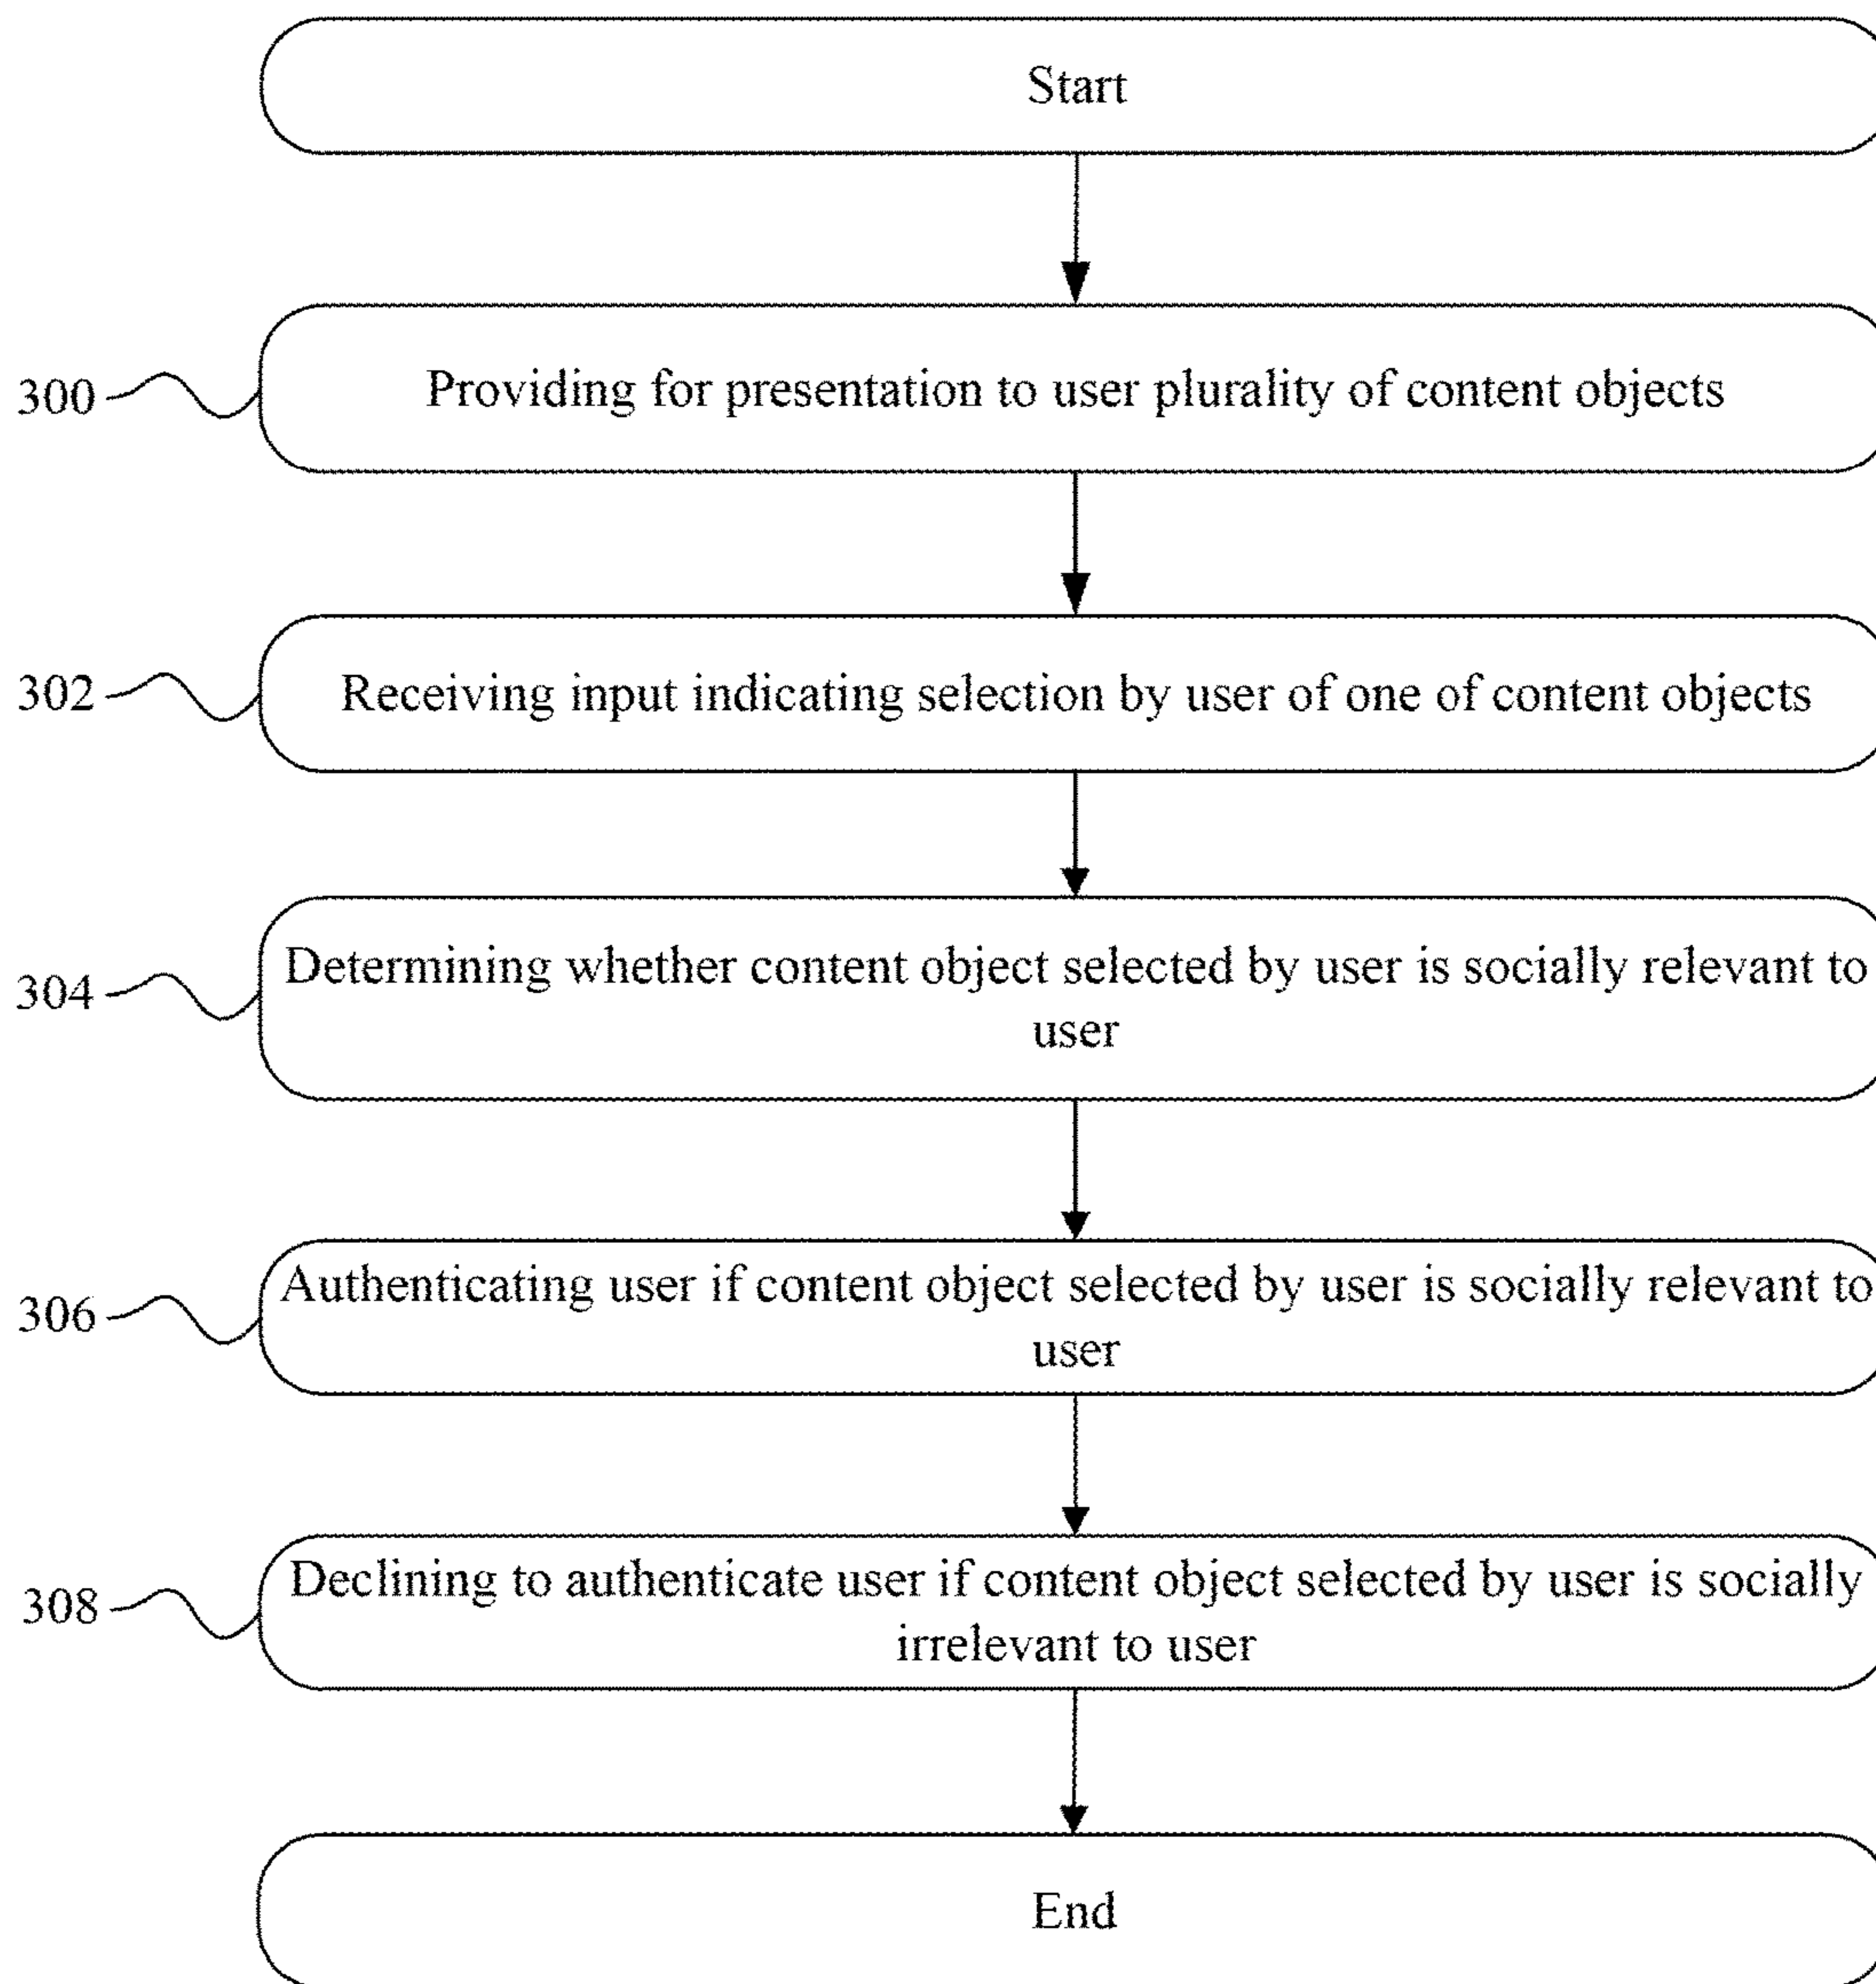 Start
300
Providing for presentation to user plurality of content objects
302
Receiving input indicating selection by user of one of content objects
304
Determining whether content object selected by user is socially relevant to
user
306
Authenticating user if content object selected by user is socially relevant to
user
308
Declining to authenticate user if content object selected by user is socially
irrelevant to user
End